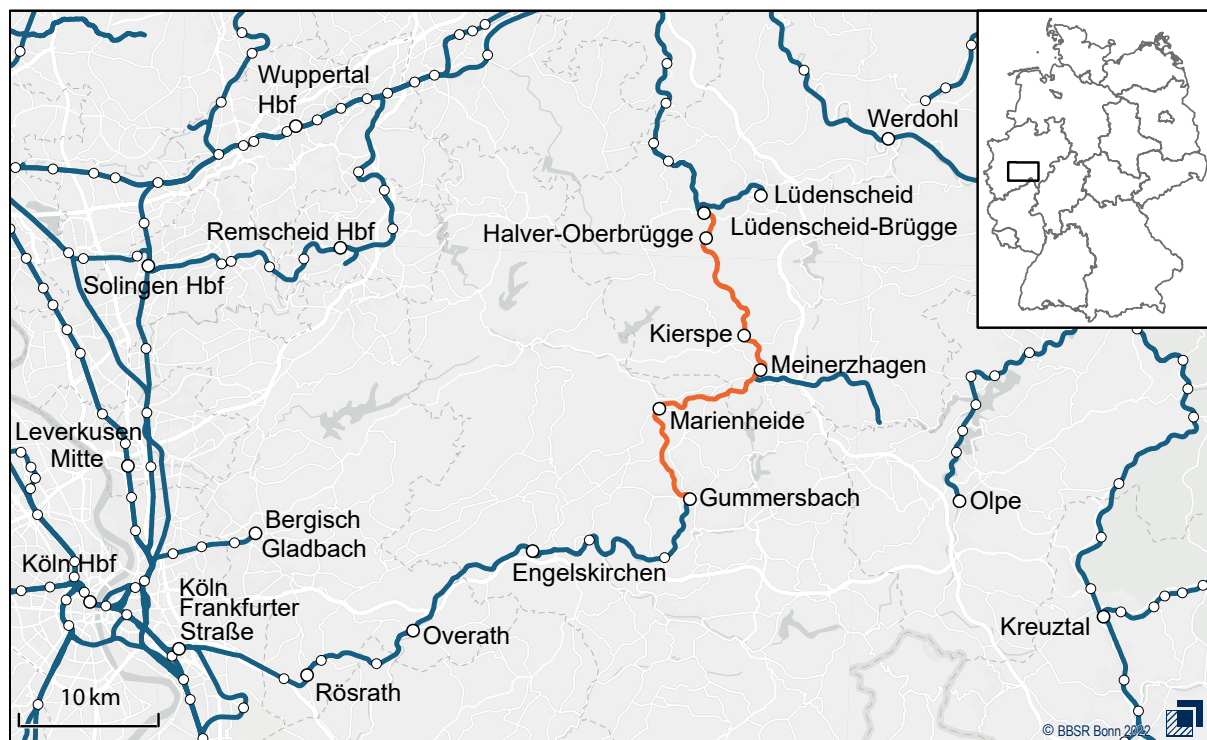 Wuppertal
Hbf
Werdohl
Lüdenscheid
Lüdenscheid-Brügge
Halver-Oberbrügge
Remscheid Hbf
Solingen Hbf
Kierspe
Meinerzhagen
Marienheide
Leverkusen
Mitte
Gummersbach
Olpe
Bergisch
Gladbach
Köln Hbf
Engelskirchen
Köln
Frankfurter
Straße
Overath
Kreuztal
Rösrath
10 km
© BBSR Bonn 2022